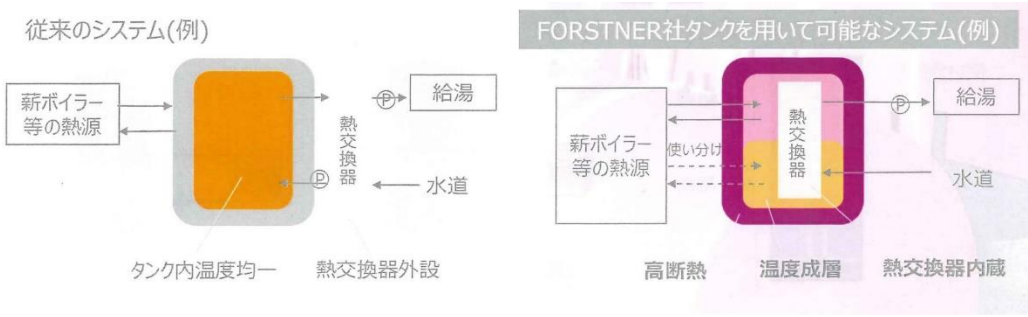 従来のシステム(例)
薪ボイラー
等の熱源
熱交換器
Ⓟ
給湯
Ⓟ
水道
タンク内温度均一
熱交換器外設
FORSTNER社タンクを用いて可能なシステム(例)
薪ボイラー
等の熱源
使い分け
熱交換器
Ⓟ
給湯
水道
高断熱
温度成層
熱交換器内蔵